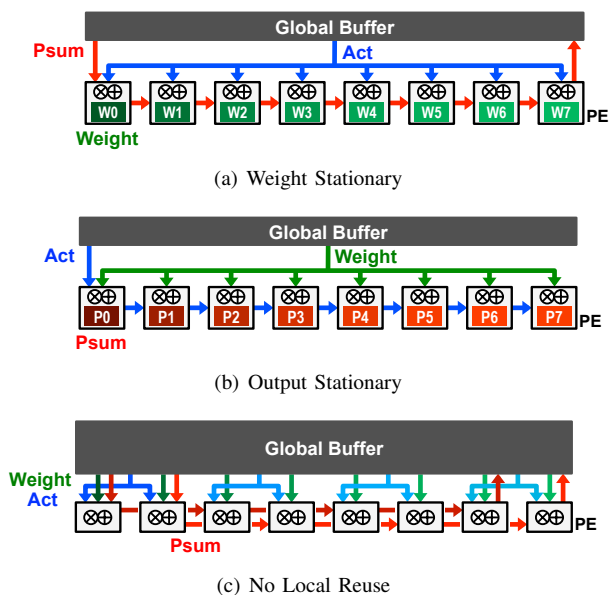 Global Buffer
Psum
Act
W0 W1 W2 W3 W4 W5 W6 W7
PE
Weight
(a) Weight Stationary
Global Buffer
Act
Weight
P0 P1 P2 P3 P4 P5 P6 P7
PE
Psum
(b) Output Stationary
Global Buffer
Weight
Act
PE
Psum
(c) No Local Reuse